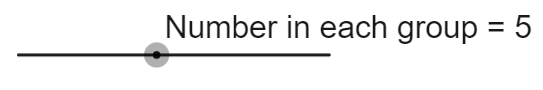 Number in each group = 5